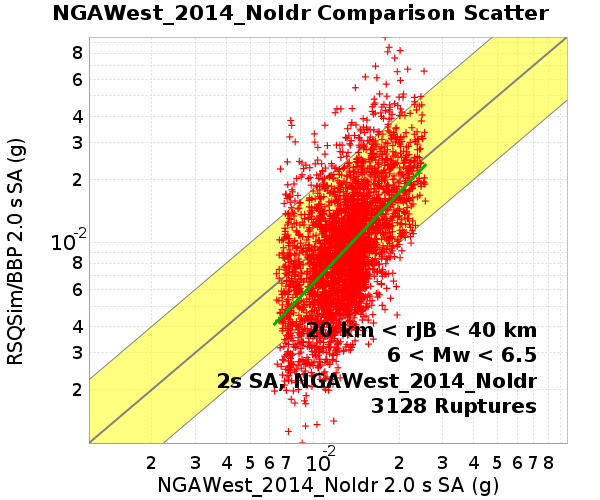 NGAWest_2014_NoIdr Comparison Scatter
8
6
4
3
2
10-2
8
6
4
3
2
RSQSim/BBP 2.0 s SA (g)
20 km < rJB < 40 km
6 < Mw < 6.5
2s SA, NGAWest_2014_NoIdr
3128 Ruptures
2 3 4 5 6 7 10-2 2 3 4 5 6 7 8
NGAWest_2014_NoIdr 2.0 s SA (g)